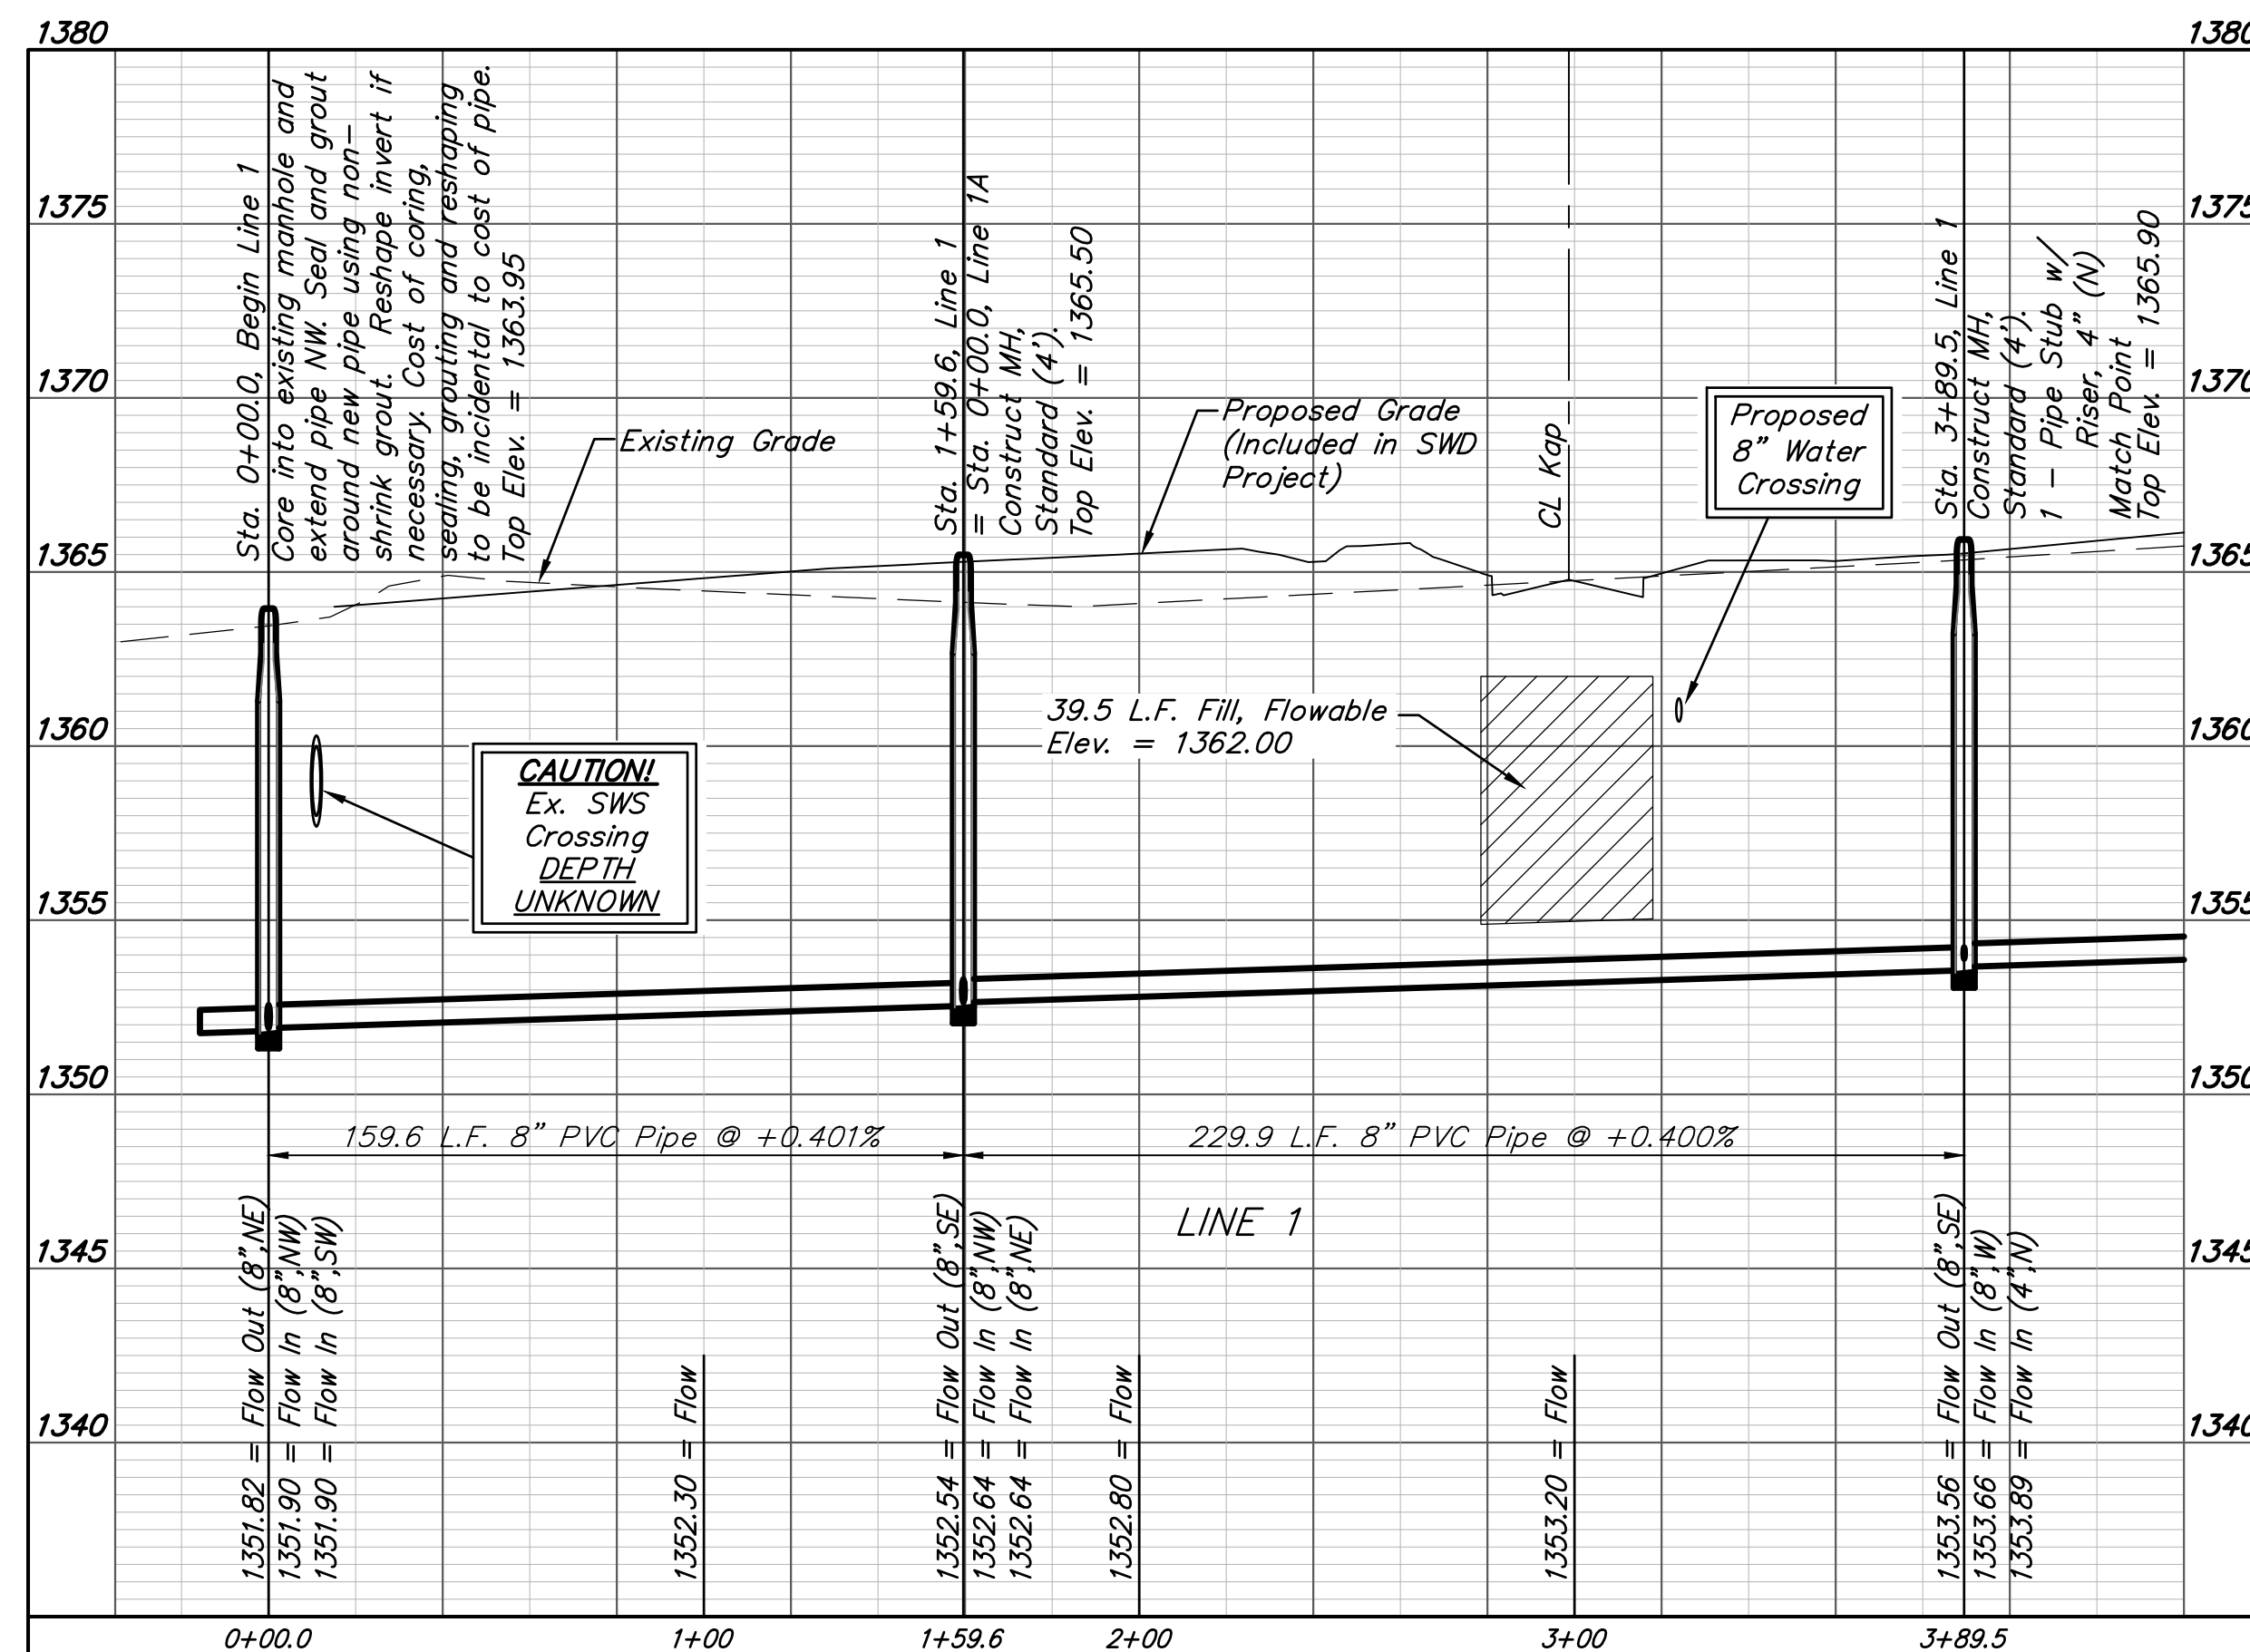 1380
1380
1375
1375
1370
1370
1365
1365
1360
1360
1355
1355
1350
1350
1345
1345
1340
1340
Sta. 0+00.0, Begin Line 1
Core into existing manhole and
extend pipe NW. Seal and grout
around new pipe using non-
shrink grout. Reshape invert if
necessary. Cost of coring,
sealing, grouting and reshaping
to be incidental to cost of pipe.
Top Elev. = 1363.95
Existing Grade
Sta. 1+59.6, Line 1
= Sta. 0+00.0, Line 1A
Construct MH,
Standard (4').
Top Elev. = 1365.50
Proposed Grade
(Included in SWD
Project)
CL Kap
Proposed
8" Water
Crossing
Sta. 3+89.5, Line 1
Construct MH,
Standard (4').
1 - Pipe Stub w/
Riser, 4" (N)
Match Point
Top Elev. = 1365.90
39.5 L.F. Fill, Flowable
Elev. = 1362.00
CAUTION!
Ex. SWS
Crossing
DEPTH
UNKNOWN
159.6 L.F. 8" PVC Pipe @ +0.401%
229.9 L.F. 8" PVC Pipe @ +0.400%
LINE 1
1351.82 = Flow Out (8",NE)
1351.90 = Flow In (8",NW)
1351.90 = Flow In (8",SW)
1352.30 = Flow
1352.54 = Flow Out (8",SE)
1352.64 = Flow In (8",NW)
1352.64 = Flow In (8",NE)
1352.80 = Flow
1353.20 = Flow
1353.56 = Flow Out (8",SE)
1353.66 = Flow In (8",W)
1353.89 = Flow In (4",N)
0+00.0
1+00
1+59.6
2+00
3+00
3+89.5